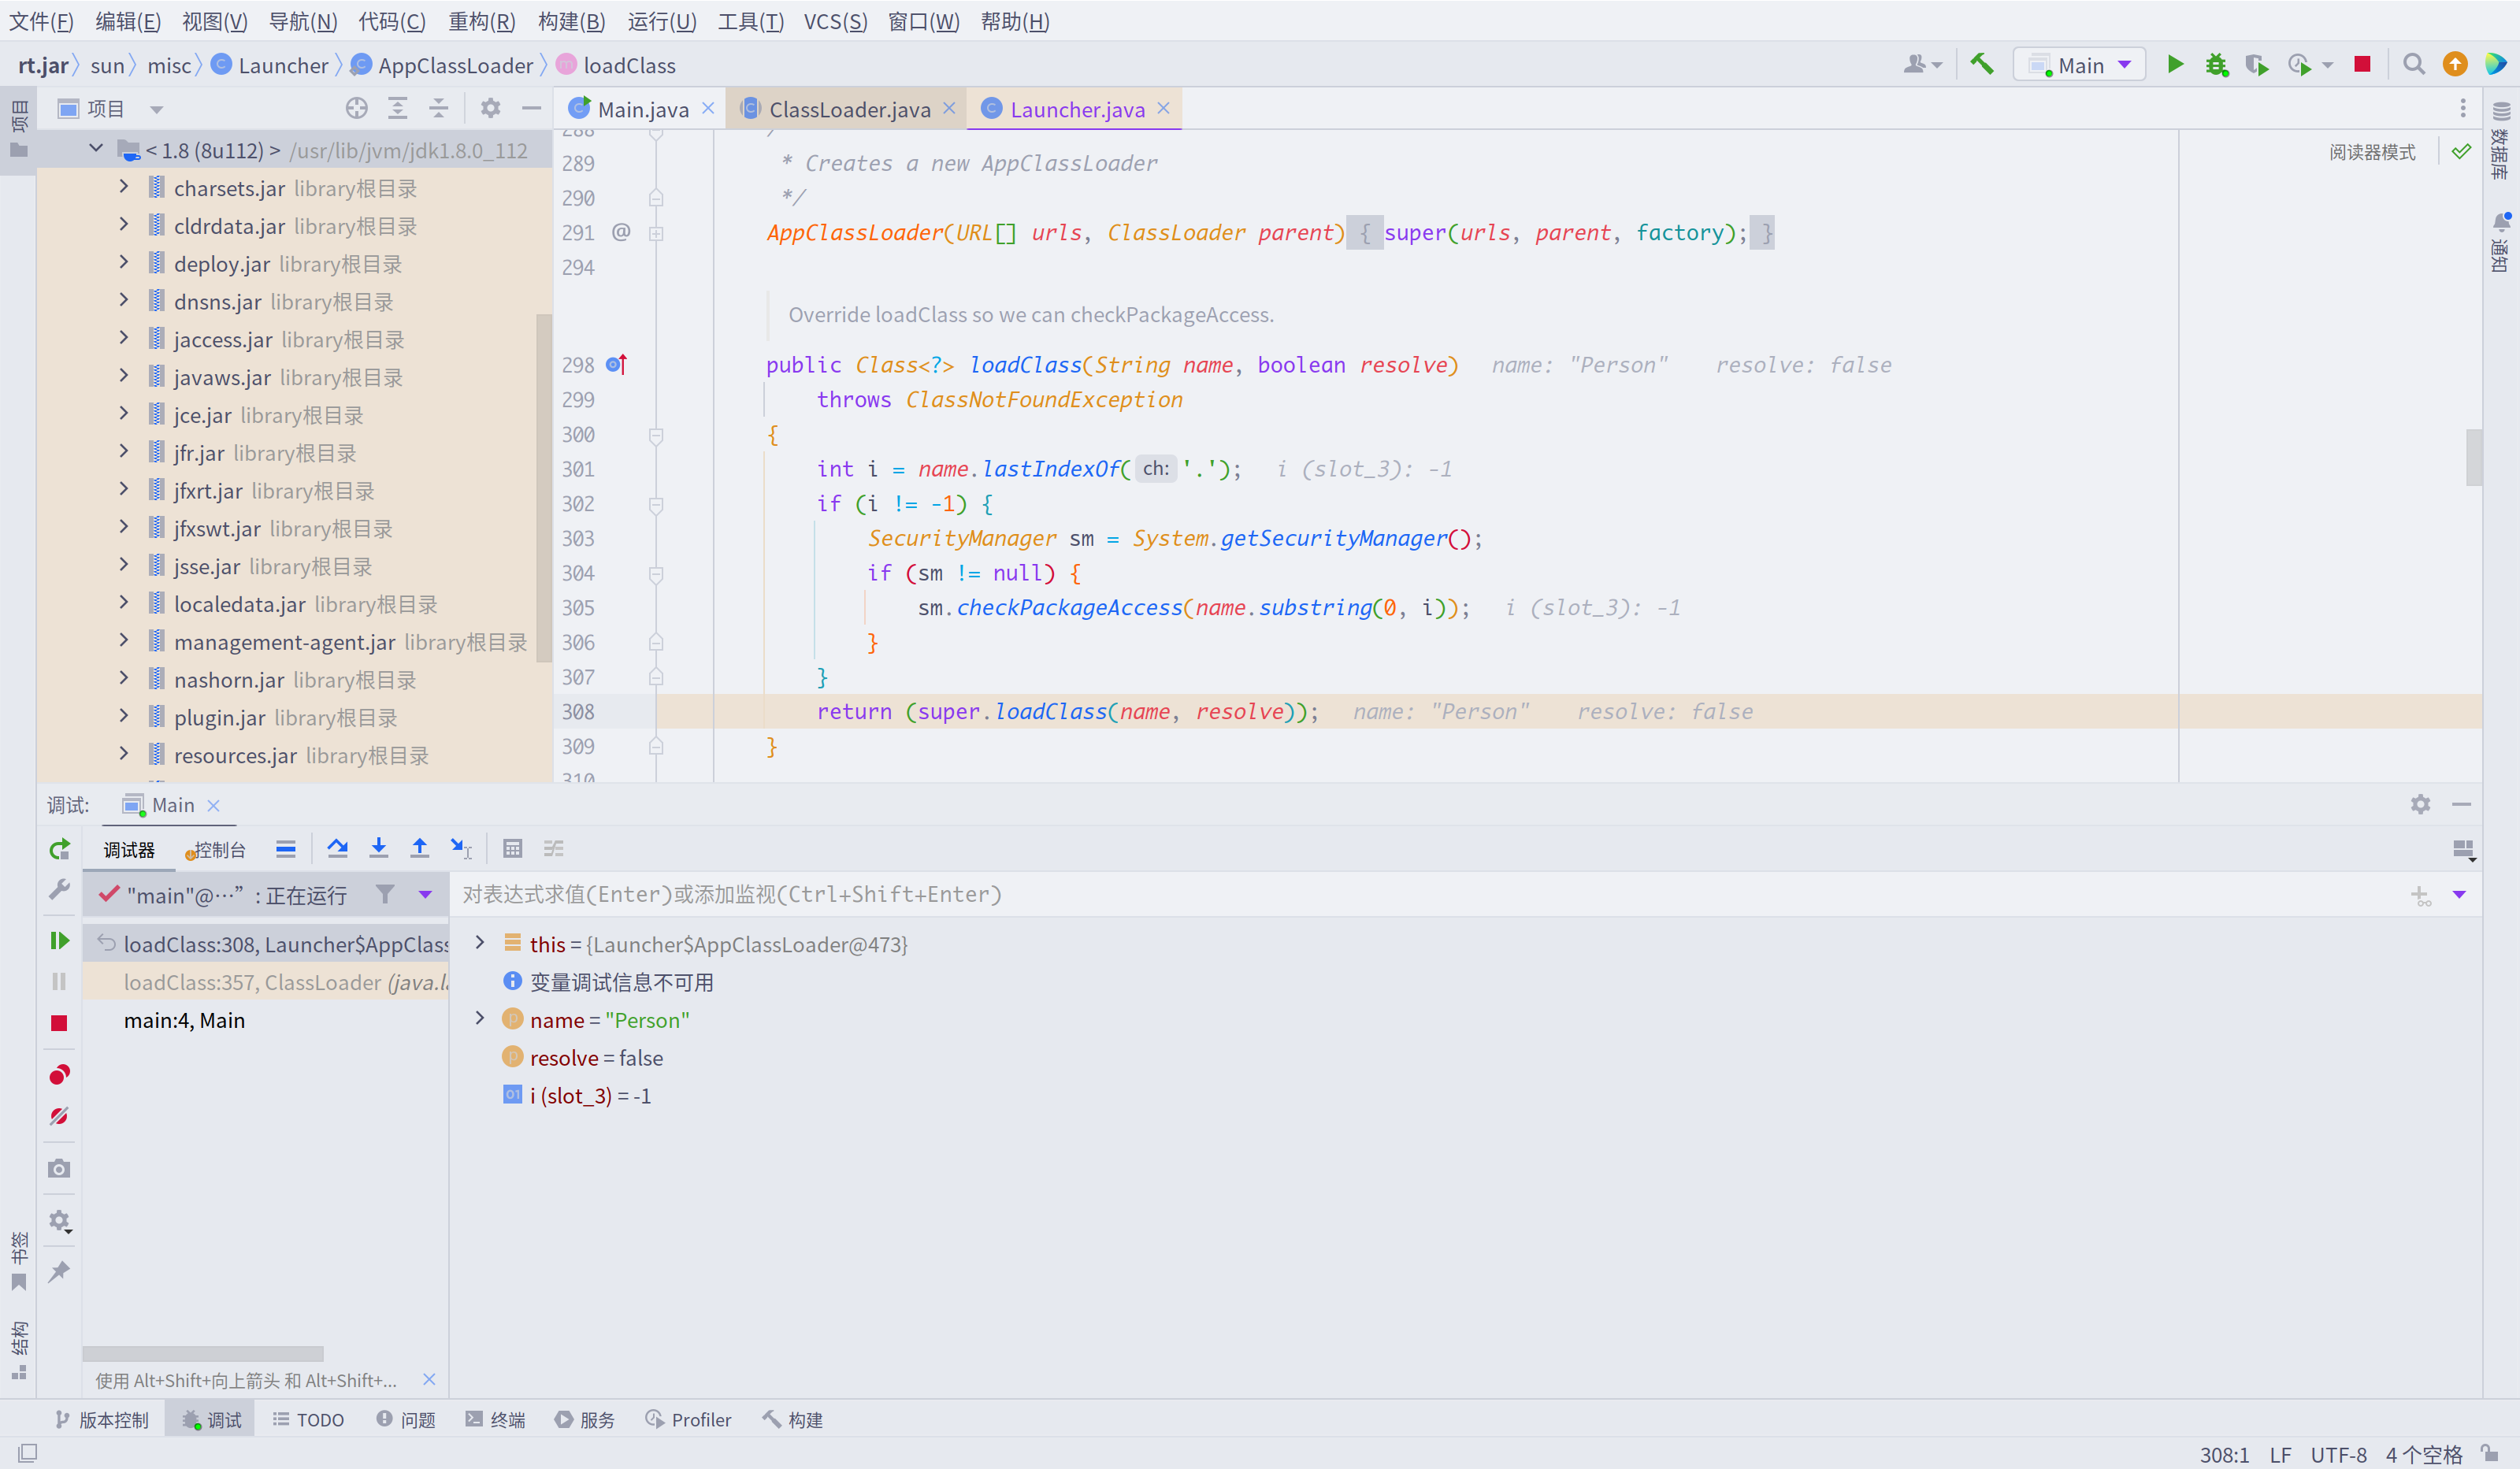 文件(F) 编辑(E) 视图(V) 导航(N) 代码(C) 重构(R) 构建(B) 运行(U) 工具(T) VCS(S) 窗口(W) 帮助(H)
rt.jar sun misc Launcher AppClassLoader loadClass
Main
项目
项目
Main.java
ClassLoader.java
Launcher.java
< 1.8 (8u112) > /usr/lib/jvm/jdk1.8.0_112
charsets.jar library根目录
cldrdata.jar library根目录
deploy.jar library根目录
dnsns.jar library根目录
jaccess.jar library根目录
javaws.jar library根目录
jce.jar library根目录
jfr.jar library根目录
jfxrt.jar library根目录
jfxswt.jar library根目录
jsse.jar library根目录
localedata.jar library根目录
management-agent.jar library根目录
nashorn.jar library根目录
plugin.jar library根目录
resources.jar library根目录
288 /
289 * Creates a new AppClassLoader
290 */
291 @ AppClassLoader(URL[] urls, ClassLoader parent) { super(urls, parent, factory); }
294
Override loadClass so we can checkPackageAccess.
298 public Class<?> loadClass(String name, boolean resolve) name: "Person" resolve: false
299 throws ClassNotFoundException
300 {
301 int i = name.lastIndexOf( ch: '.'); i (slot_3): -1
302 if (i != -1) {
303 SecurityManager sm = System.getSecurityManager();
304 if (sm != null) {
305 sm.checkPackageAccess(name.substring(0, i)); i (slot_3): -1
306 }
307 }
308 return (super.loadClass(name, resolve)); name: "Person" resolve: false
309 }
310
阅读器模式
数据库
通知
调试: Main
调试器 控制台
"main"@…” : 正在运行
对表达式求值(Enter)或添加监视(Ctrl+Shift+Enter)
loadClass:308, Launcher$AppClass
loadClass:357, ClassLoader (java.la
main:4, Main
this = {Launcher$AppClassLoader@473}
变量调试信息不可用
name = "Person"
resolve = false
i (slot_3) = -1
书签
结构
使用 Alt+Shift+向上箭头 和 Alt+Shift+...
版本控制 调试 TODO 问题 终端 服务 Profiler 构建
308:1 LF UTF-8 4 个空格